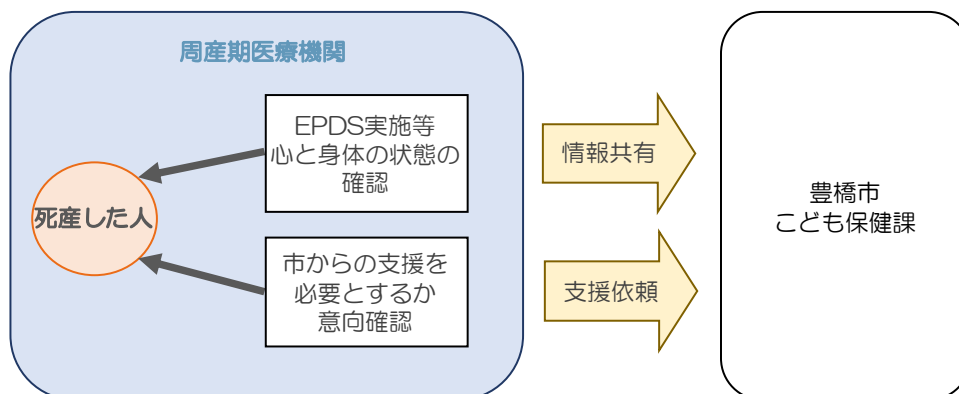 周産期医療機関
EPDS実施等
心と身体の状態の
確認
死産した人
市からの支援を
必要とするか
意向確認
情報共有
支援依頼
豊橋市
こども保健課